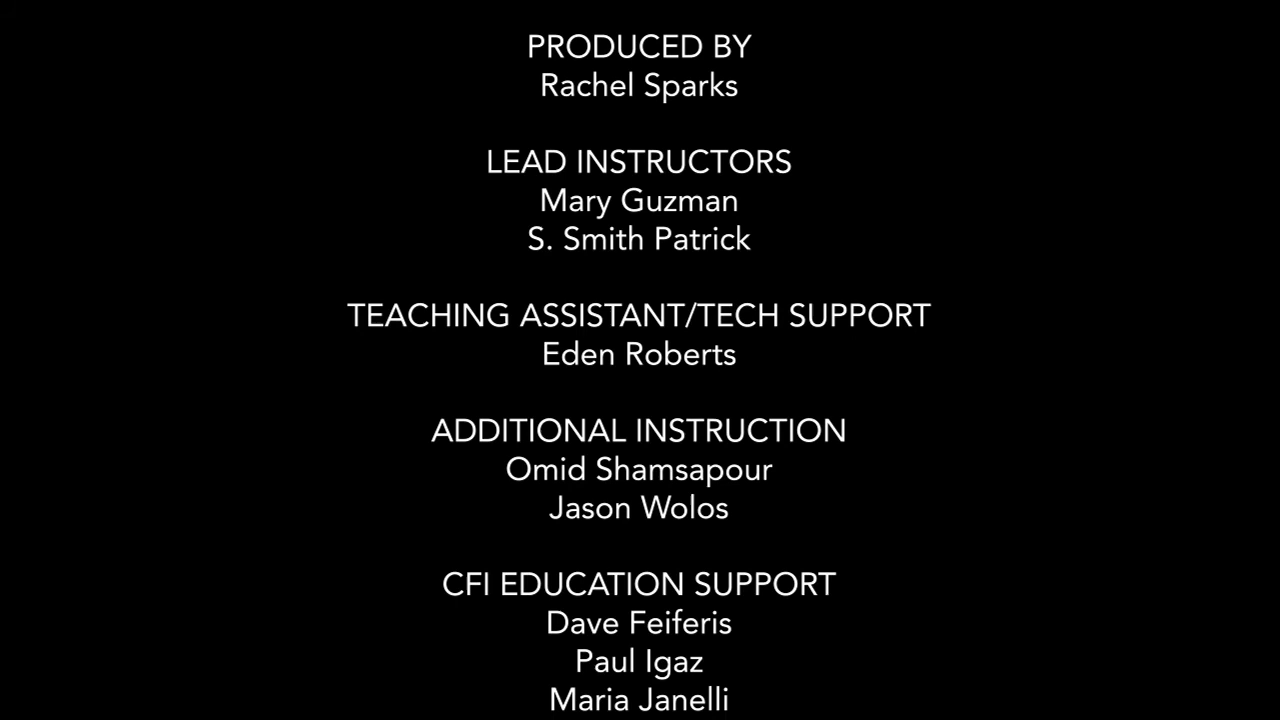 PRODUCED BY
Rachel Sparks
LEAD INSTRUCTORS
Mary Guzman
S. Smith Patrick
TEACHING ASSISTANT/TECH SUPPORT
Eden Roberts
ADDITIONAL INSTRUCTION
Omid Shamsapour
Jason Wolos
CFI EDUCATION SUPPORT
Dave Feiferis
Paul Igaz
Maria Janelli